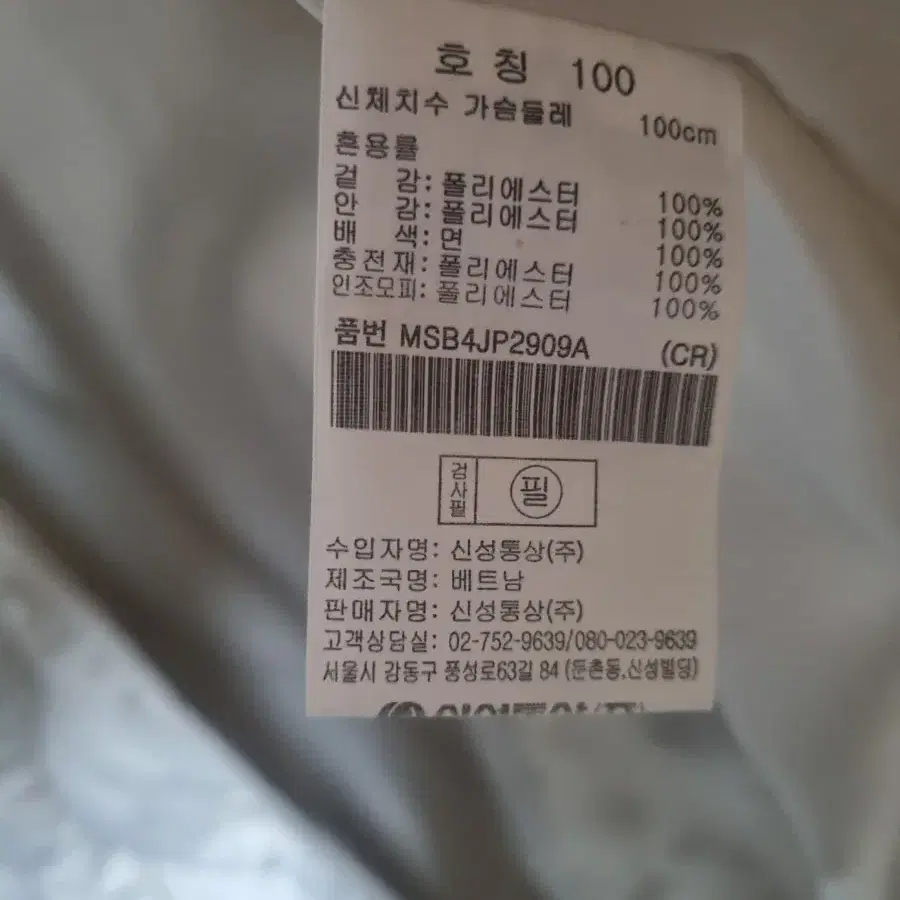 호 칭 100
신체치수 가슴둘레 100cm
혼용률
겉 감: 폴리에스터 100%
안 감: 폴리에스터 100%
배 색: 면 100%
충전재: 폴리에스터 100%
인조모피: 폴리에스터 100%
품번 MSB4JP2909A (CR)
검사필 필
수입자명: 신성통상(주)
제조국명: 베트남
판매자명: 신성통상(주)
고객상담실: 02-752-9639/080-023-9639
서울시 강동구 풍성로63길 84 (둔촌동,신성빌딩)